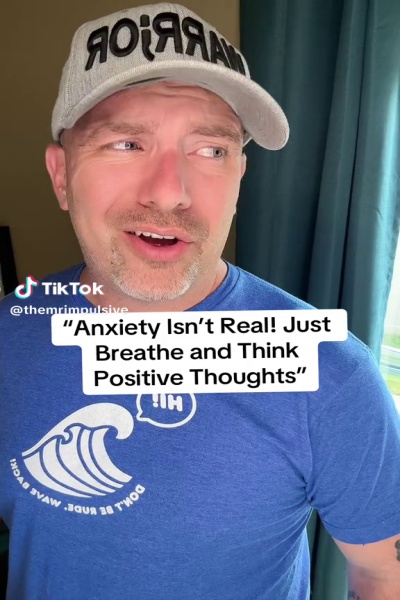 WARRIOR
TikTok
@themrimpulsive
“Anxiety Isn’t Real! Just
Breathe and Think
Positive Thoughts”
Hi!
DON'T BE RUDE. WAVE BACK!